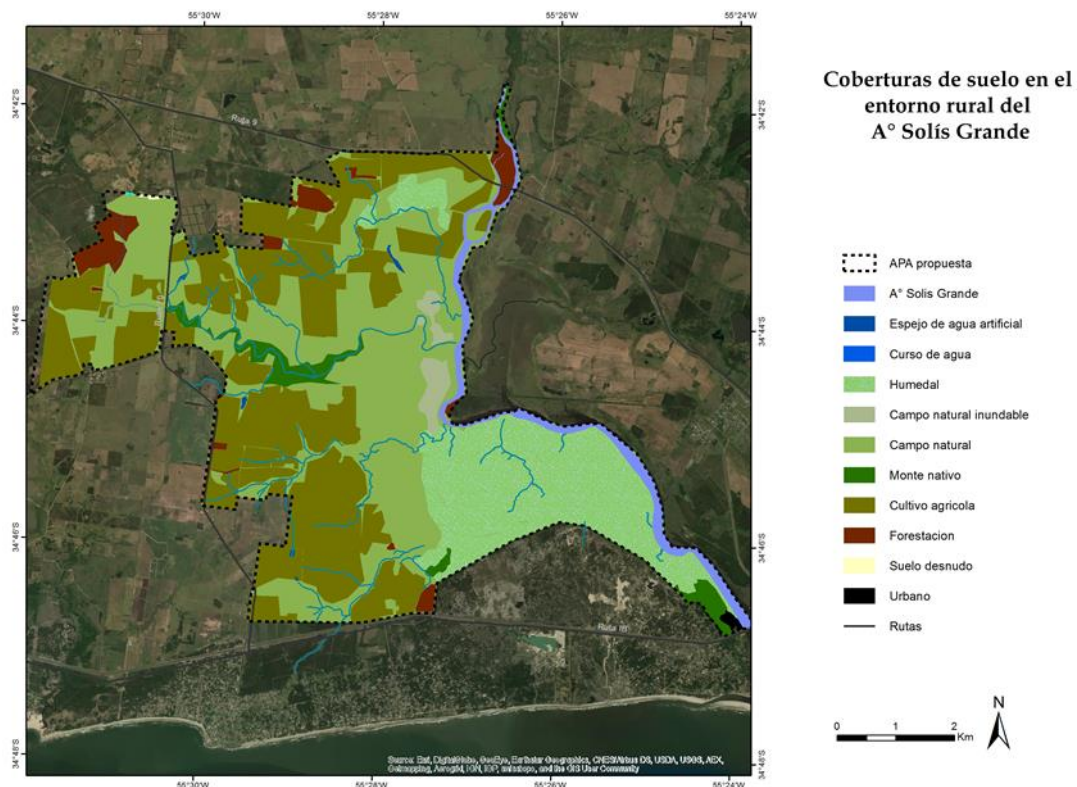 55°30'W
55°28'W
55°26'W
55°24'W
34°42'S
34°42'S
34°44'S
34°44'S
34°46'S
34°46'S
34°48'S
34°48'S
55°30'W
55°28'W
55°26'W
55°24'W
Ruta 9
Ruta
Source: Esri, DigitalGlobe, GeoEye, Earthstar Geographics, CNES/Airbus DS, USDA, USGS, AEX,
Getmapping, Aerogrid, IGN, IGP, swisstopo, and the GIS User Community
Coberturas de suelo en el
entorno rural del
A° Solís Grande
APA propuesta
A° Solis Grande
Espejo de agua artificial
Curso de agua
Humedal
Campo natural inundable
Campo natural
Monte nativo
Cultivo agricola
Forestacion
Suelo desnudo
Urbano
Rutas
0 1 2
Km
N